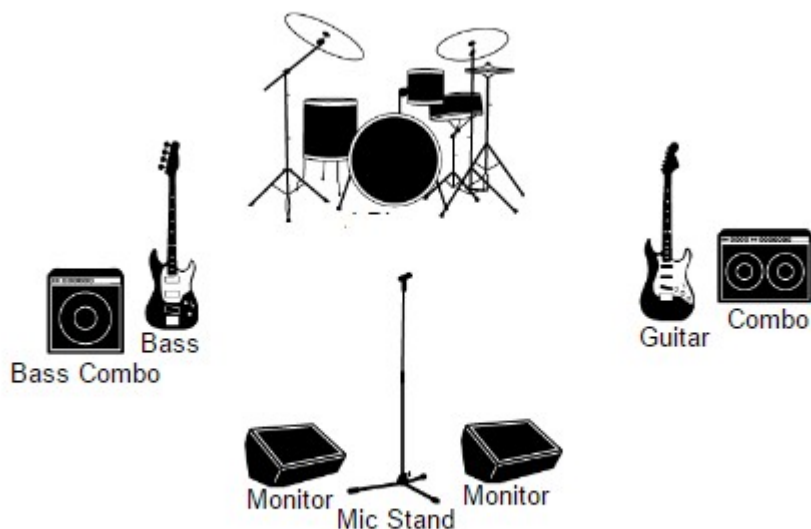 Bass
Bass Combo
Guitar
Combo
Monitor
Monitor
Mic Stand